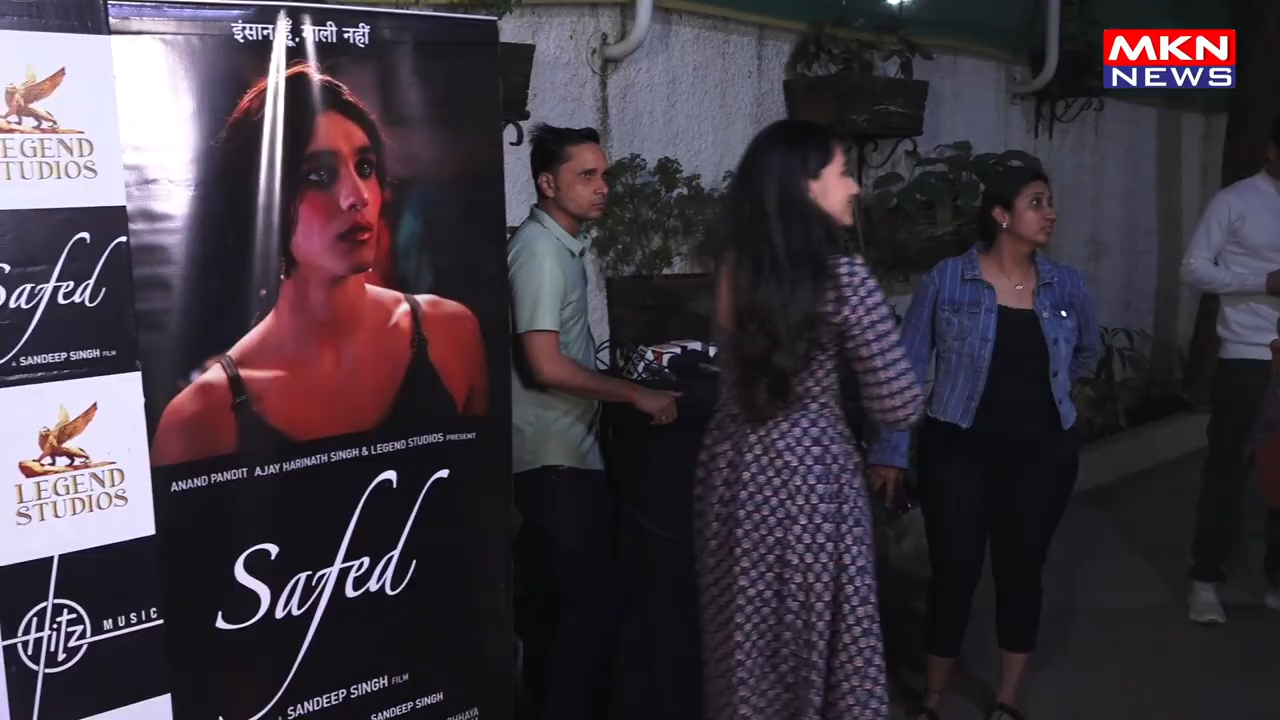 MKN
NEWS
LEGEND
STUDIOS
Safed
A SANDEEP SINGH FILM
LEGEND
STUDIOS
Hitz MUSIC
इंसान हूँ, गाली नहीं
ANAND PANDIT AJAY HARINATH SINGH & LEGEND STUDIOS PRESENT
Safed
A SANDEEP SINGH FILM
SANDEEP SINGH